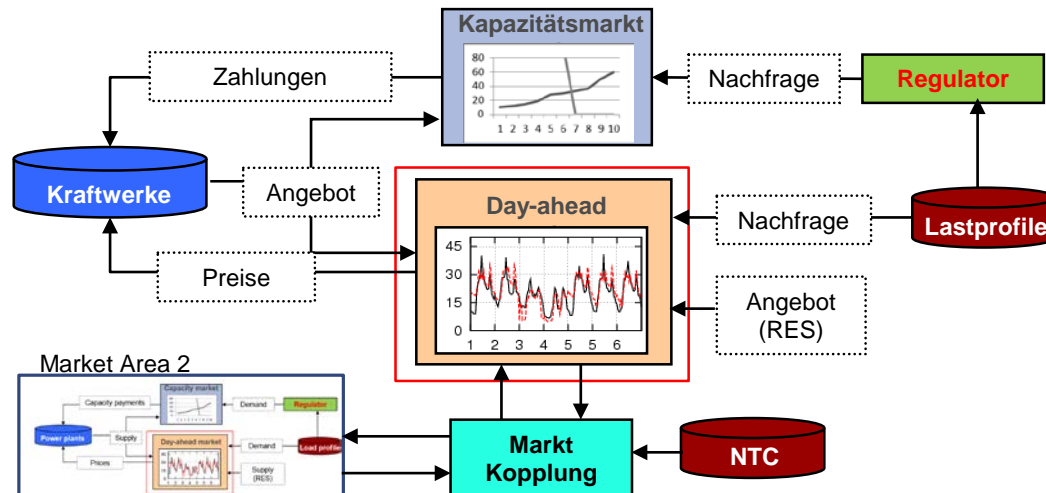 Kapazitätsmarkt
80
60
40
20
0
1 2 3 4 5 6 7 8 9 10
Zahlungen
Nachfrage
Regulator
Kraftwerke
Angebot
Day-ahead
45
30
15
0
1 2 3 4 5 5 6
Nachfrage
Lastprofile
Preise
Angebot
(RES)
Market Area 2
Capacity market
Capacity payments
Demand
Regulator
Power plants
Supply
Day-ahead market
Demand
Load profile
Prices
Supply
(RES)
Markt
Kopplung
NTC